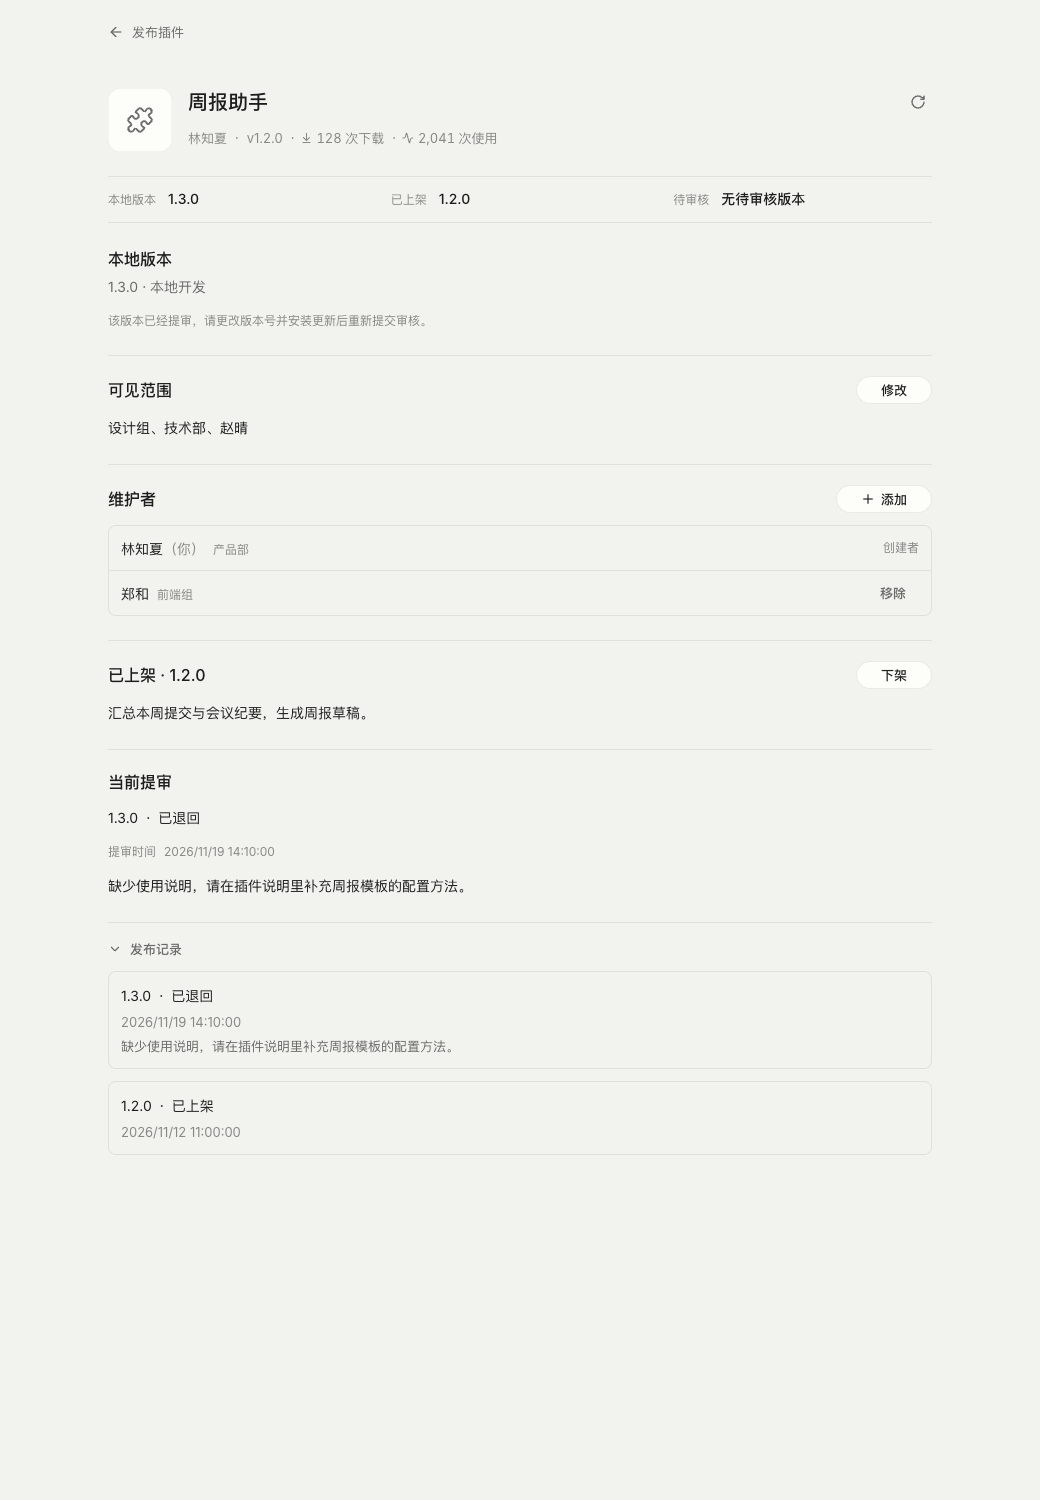 发布插件
周报助手
林知夏 · v1.2.0 · 128 次下载 · 2,041 次使用
本地版本 1.3.0 已上架 1.2.0 待审核 无待审核版本
本地版本
1.3.0 · 本地开发
该版本已经提审，请更改版本号并安装更新后重新提交审核。
可见范围 修改
设计组、技术部、赵晴
维护者 添加
林知夏（你） 产品部 创建者
郑和 前端组 移除
已上架 · 1.2.0 下架
汇总本周提交与会议纪要，生成周报草稿。
当前提审
1.3.0 · 已退回
提审时间 2026/11/19 14:10:00
缺少使用说明，请在插件说明里补充周报模板的配置方法。
发布记录
1.3.0 · 已退回
2026/11/19 14:10:00
缺少使用说明，请在插件说明里补充周报模板的配置方法。
1.2.0 · 已上架
2026/11/12 11:00:00